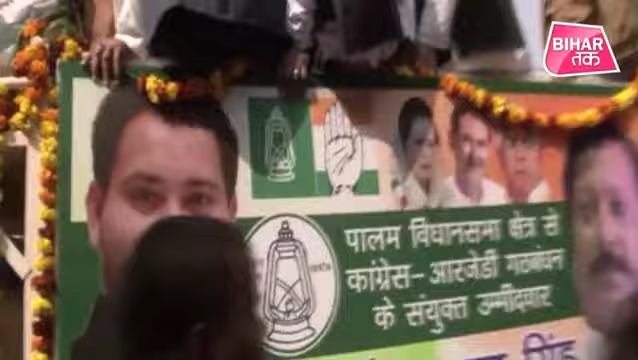 BIHAR
तक
पालम विधानसभा क्षेत्र से
कांग्रेस - आरजेडी गठबंधन
के संयुक्त उम्मीदवार
सिंह